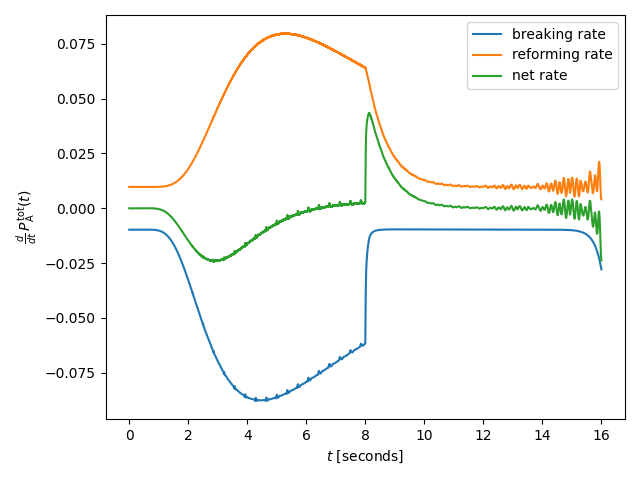 breaking rate
reforming rate
net rate
0.075
0.050
0.025
0.000
−0.025
−0.050
−0.075
d/dt P_A^tot(t)
0 2 4 6 8 10 12 14 16
t [seconds]